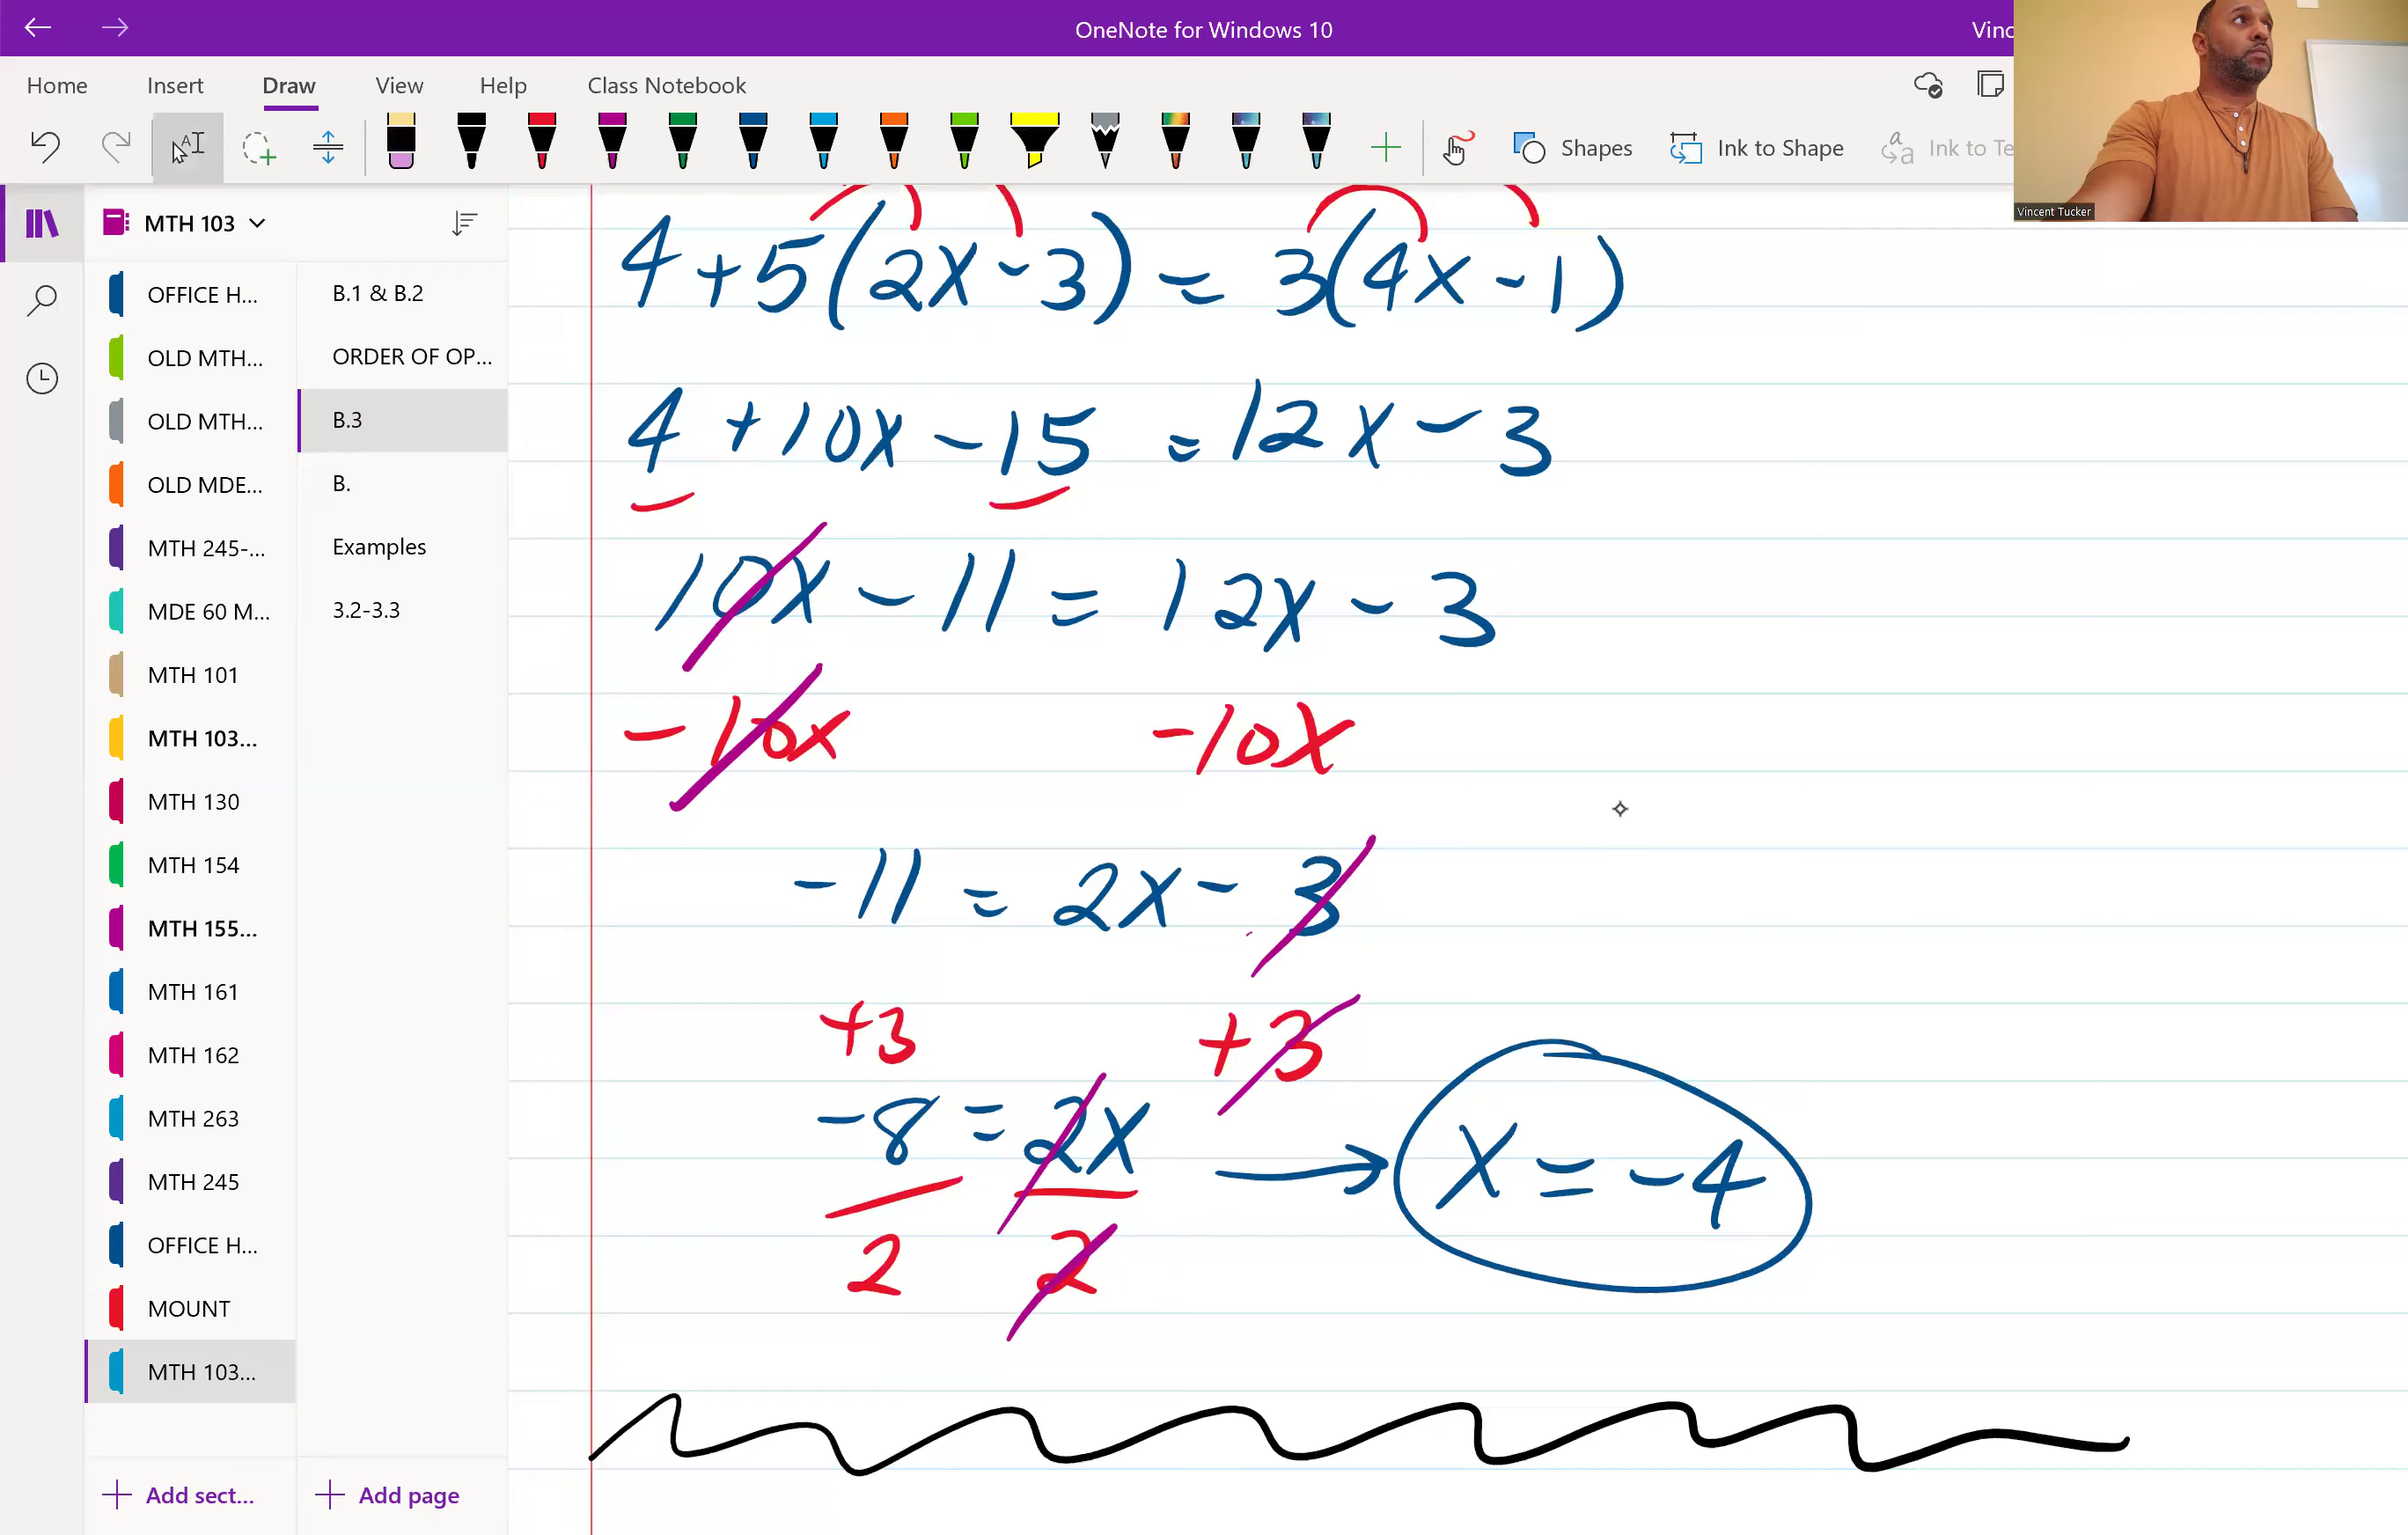 OneNote for Windows 10
Vinc
Home Insert Draw View Help Class Notebook
Shapes Ink to Shape Ink to Te
Vincent Tucker
MTH 103
OFFICE H...
OLD MTH...
OLD MTH...
OLD MDE...
MTH 245-...
MDE 60 M...
MTH 101
MTH 103...
MTH 130
MTH 154
MTH 155...
MTH 161
MTH 162
MTH 263
MTH 245
OFFICE H...
MOUNT
MTH 103...
Add sect...
B.1 & B.2
ORDER OF OP...
B.3
B.
Examples
3.2-3.3
Add page
4 + 5(2x - 3) = 3(4x - 1)
4 + 10x - 15 = 12x - 3
10x - 11 = 12x - 3
-10x -10x
-11 = 2x - 3
+3 +3
-8 = 2x → x = -4
2 2